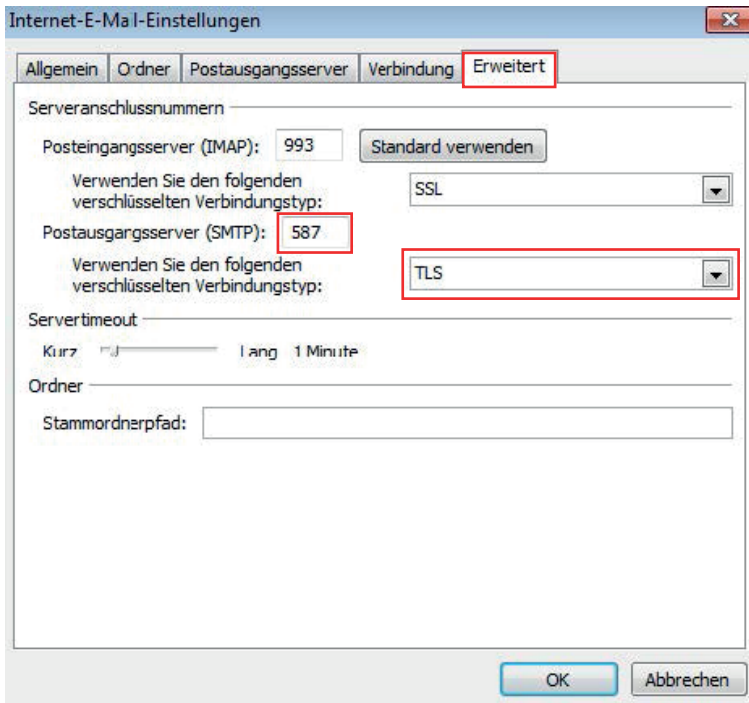 Internet-E-Mail-Einstellungen
Allgemein Ordner Postausgangsserver Verbindung Erweitert
Serveranschlussnummern
Posteingangsserver (IMAP): 993 Standard verwenden
Verwenden Sie den folgenden
verschlüsselten Verbindungstyp: SSL
Postausgangsserver (SMTP): 587
Verwenden Sie den folgenden
verschlüsselten Verbindungstyp: TLS
Servertimeout
Kurz Lang 1 Minute
Ordner
Stammordnerpfad:
OK Abbrechen